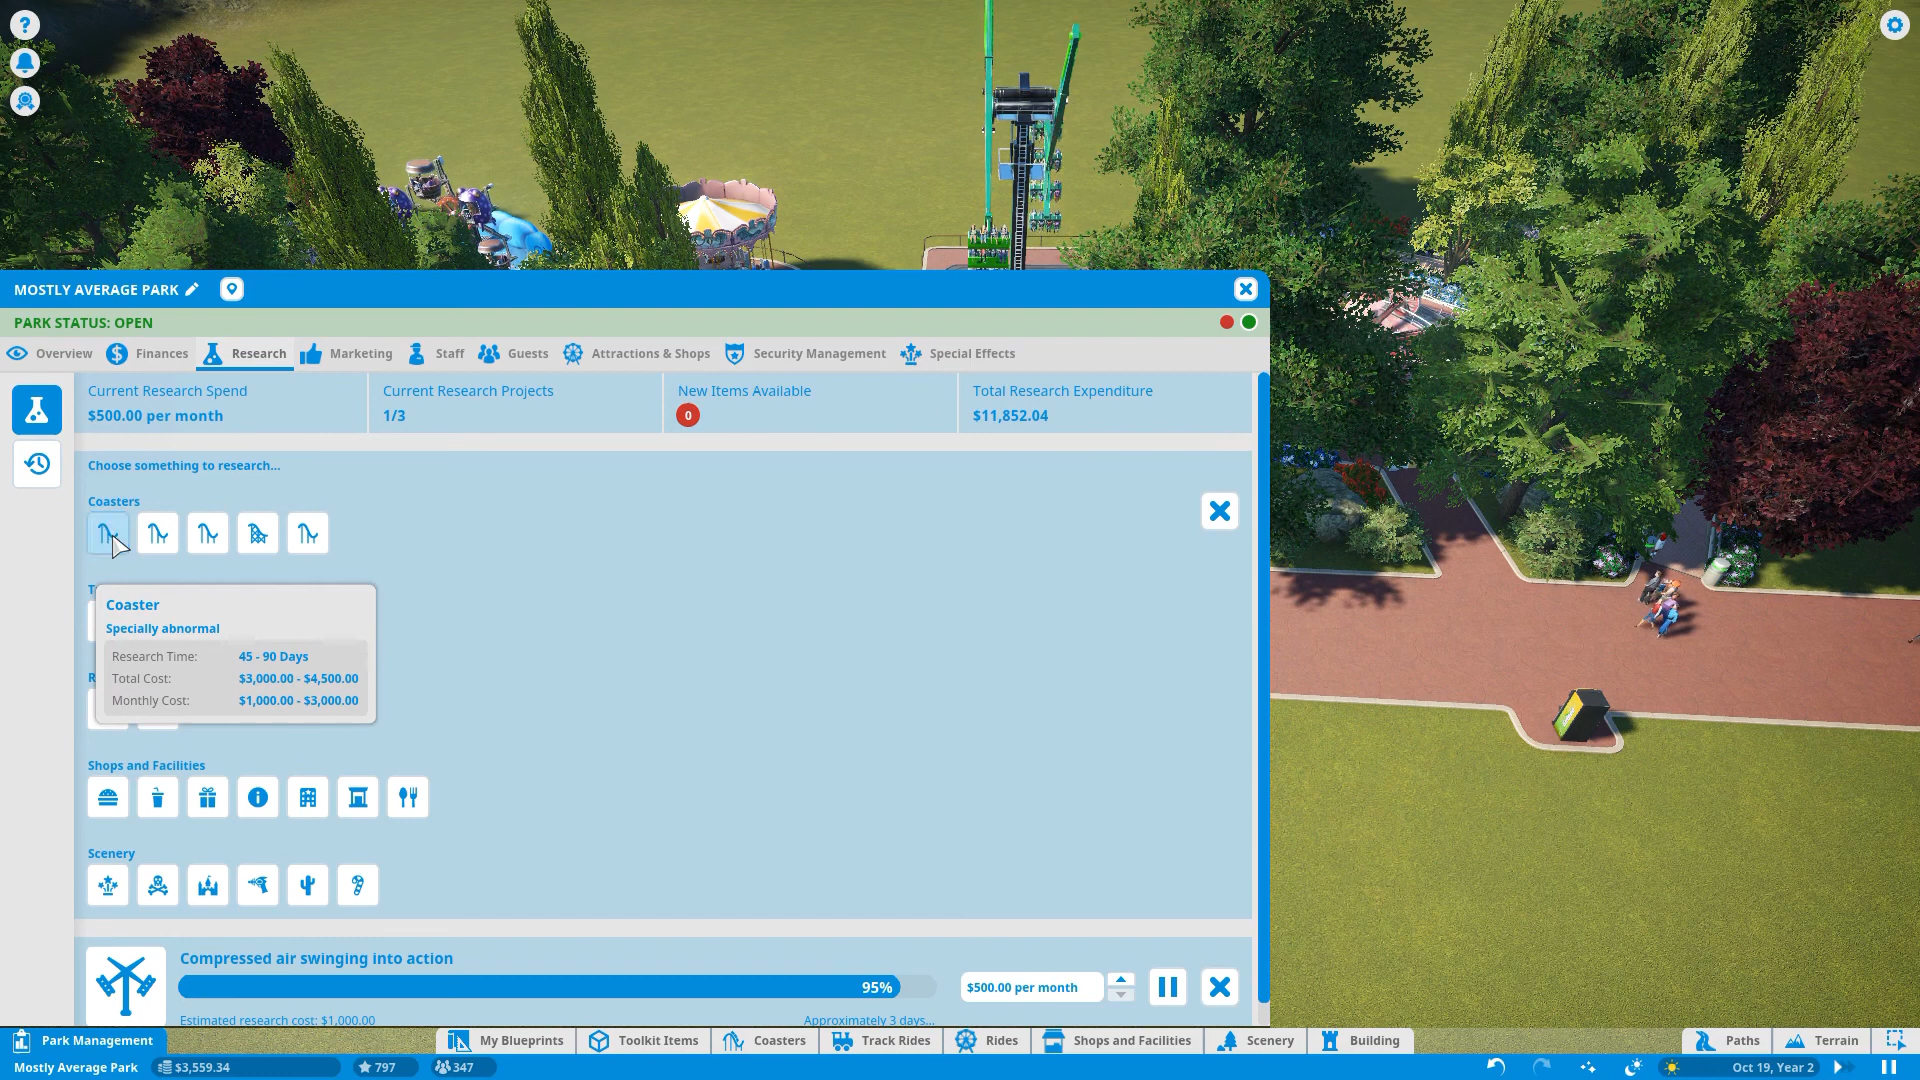 MOSTLY AVERAGE PARK
PARK STATUS: OPEN
Overview Finances Research Marketing Staff Guests Attractions & Shops Security Management Special Effects
Current Research Spend
$500.00 per month
Current Research Projects
1/3
New Items Available
0
Total Research Expenditure
$11,852.04
Choose something to research...
Coasters
T
Coaster
Specially abnormal
Research Time: 45 - 90 Days
Total Cost: $3,000.00 - $4,500.00
Monthly Cost: $1,000.00 - $3,000.00
R
Shops and Facilities
Scenery
Compressed air swinging into action
95%
$500.00 per month
Estimated research cost: $1,000.00
Approximately 3 days...
Park Management
My Blueprints Toolkit Items Coasters Track Rides Rides Shops and Facilities Scenery Building Paths Terrain
Mostly Average Park $3,559.34 797 347
Oct 19, Year 2